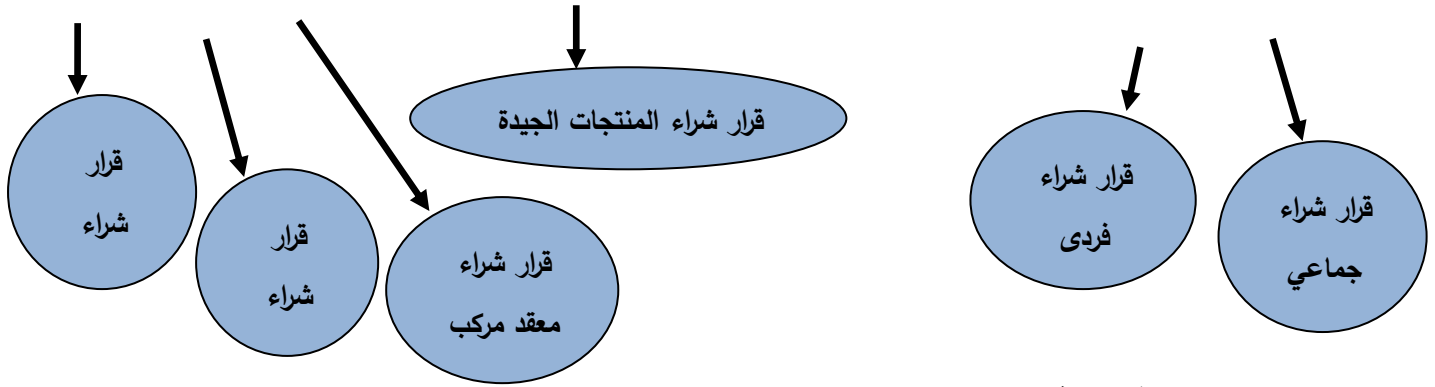 قرار شراء المنتجات الجيدة
قرار شراء
فردى
قرار شراء
جماعي
قرار شراء
معقد مركب
قرار
شراء
قرار
شراء